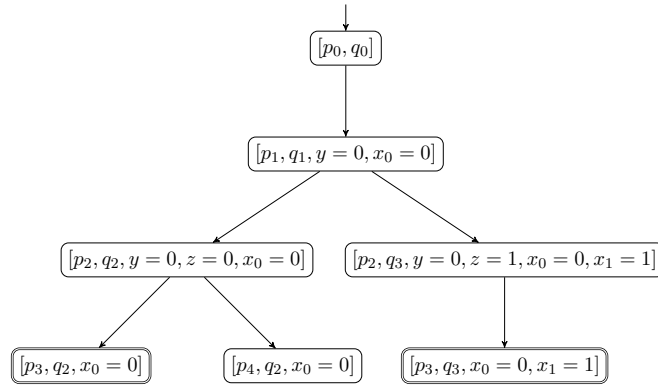 [p₀, q₀]
[p₁, q₁, y = 0, x₀ = 0]
[p₂, q₂, y = 0, z = 0, x₀ = 0]
[p₂, q₃, y = 0, z = 1, x₀ = 0, x₁ = 1]
[p₃, q₂, x₀ = 0]
[p₄, q₂, x₀ = 0]
[p₃, q₃, x₀ = 0, x₁ = 1]